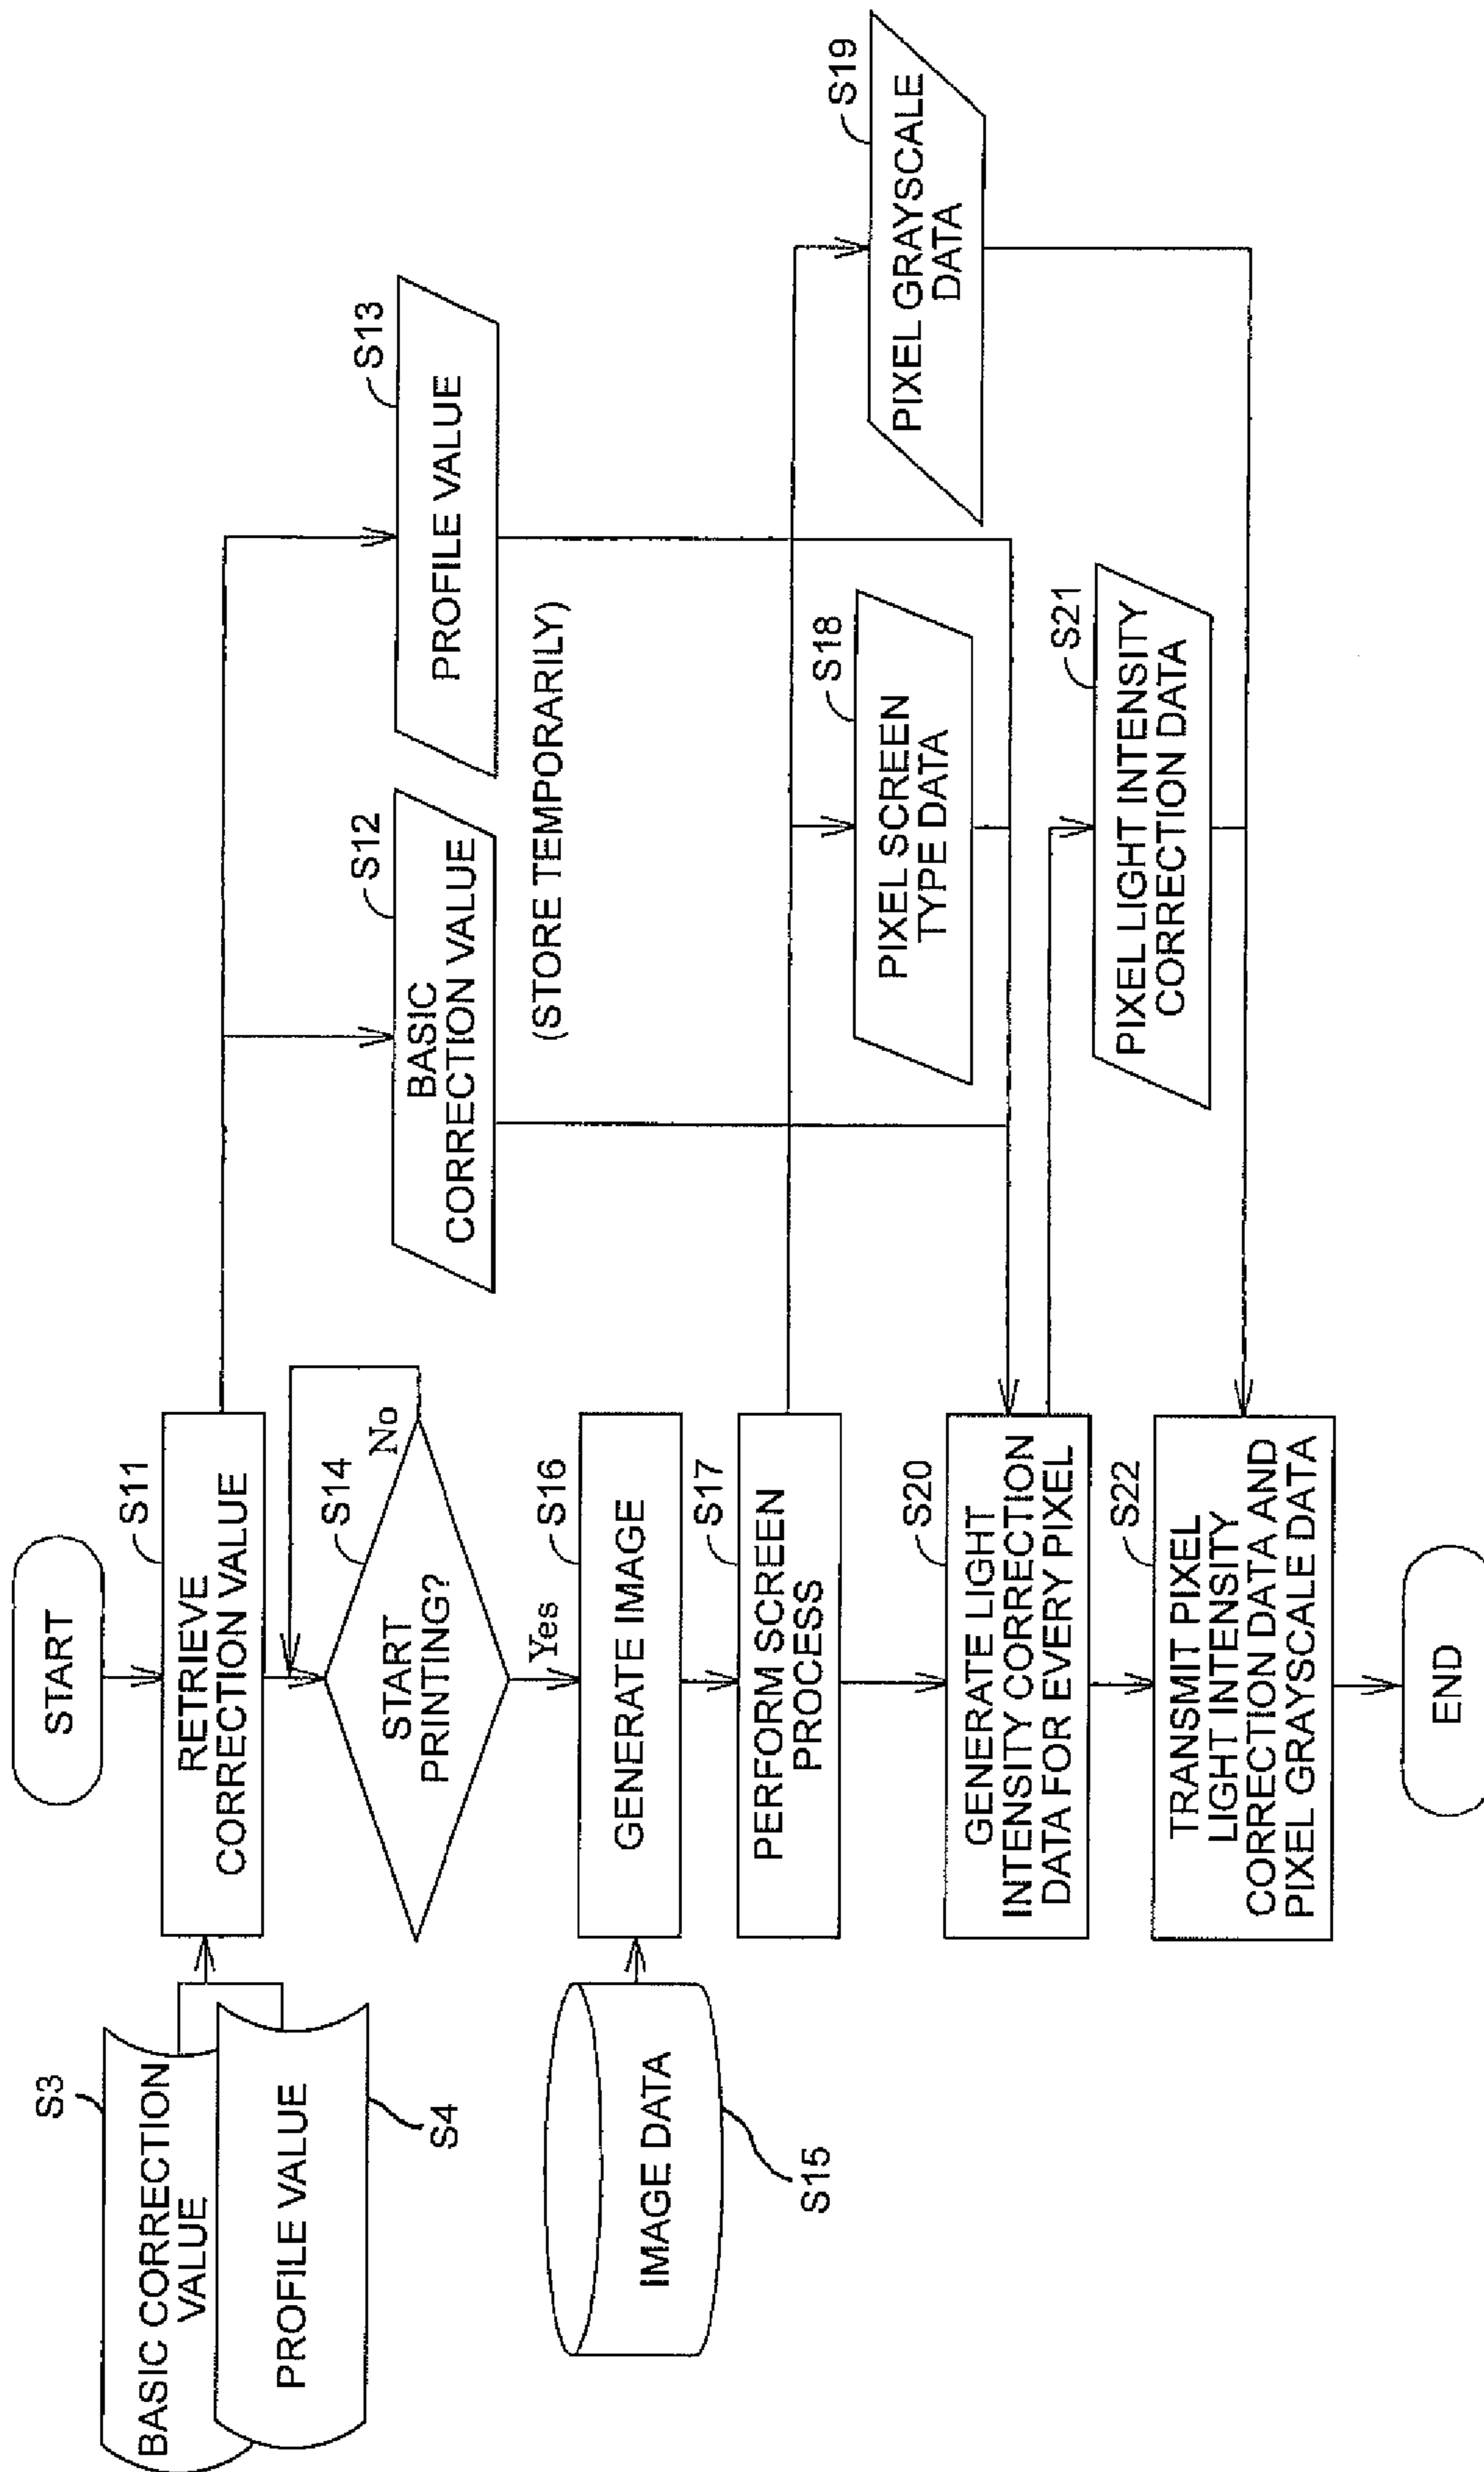 START
S11
RETRIEVE
CORRECTION VALUE
S3
BASIC CORRECTION
VALUE
PROFILE VALUE
S4
S12
BASIC
CORRECTION VALUE
S13
PROFILE VALUE
(STORE TEMPORARILY)
S14
START
PRINTING?
No
Yes
IMAGE DATA
S15
S16
GENERATE IMAGE
S17
PERFORM SCREEN
PROCESS
S18
PIXEL SCREEN
TYPE DATA
S19
PIXEL GRAYSCALE
DATA
S20
GENERATE LIGHT
INTENSITY CORRECTION
DATA FOR EVERY PIXEL
S21
PIXEL LIGHT INTENSITY
CORRECTION DATA
S22
TRANSMIT PIXEL
LIGHT INTENSITY
CORRECTION DATA AND
PIXEL GRAYSCALE DATA
END